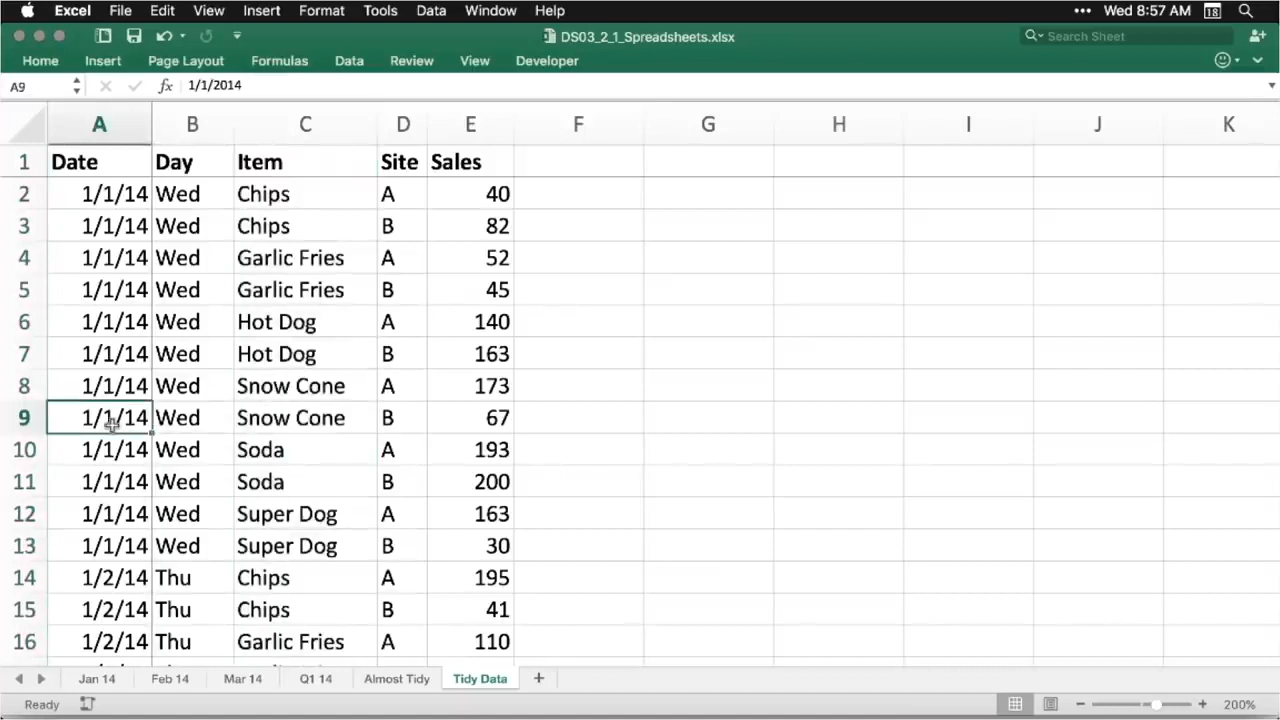 Excel File Edit View Insert Format Tools Data Window Help ••• Wed 8:57 AM 18
DS03_2_1_Spreadsheets.xlsx Search Sheet
Home Insert Page Layout Formulas Data Review View Developer
A9 fx 1/1/2014
A B C D E F G H I J K
1 Date Day Item Site Sales
2 1/1/14 Wed Chips A 40
3 1/1/14 Wed Chips B 82
4 1/1/14 Wed Garlic Fries A 52
5 1/1/14 Wed Garlic Fries B 45
6 1/1/14 Wed Hot Dog A 140
7 1/1/14 Wed Hot Dog B 163
8 1/1/14 Wed Snow Cone A 173
9 1/1/14 Wed Snow Cone B 67
10 1/1/14 Wed Soda A 193
11 1/1/14 Wed Soda B 200
12 1/1/14 Wed Super Dog A 163
13 1/1/14 Wed Super Dog B 30
14 1/2/14 Thu Chips A 195
15 1/2/14 Thu Chips B 41
16 1/2/14 Thu Garlic Fries A 110
Jan 14 Feb 14 Mar 14 Q1 14 Almost Tidy Tidy Data +
Ready − + 200%